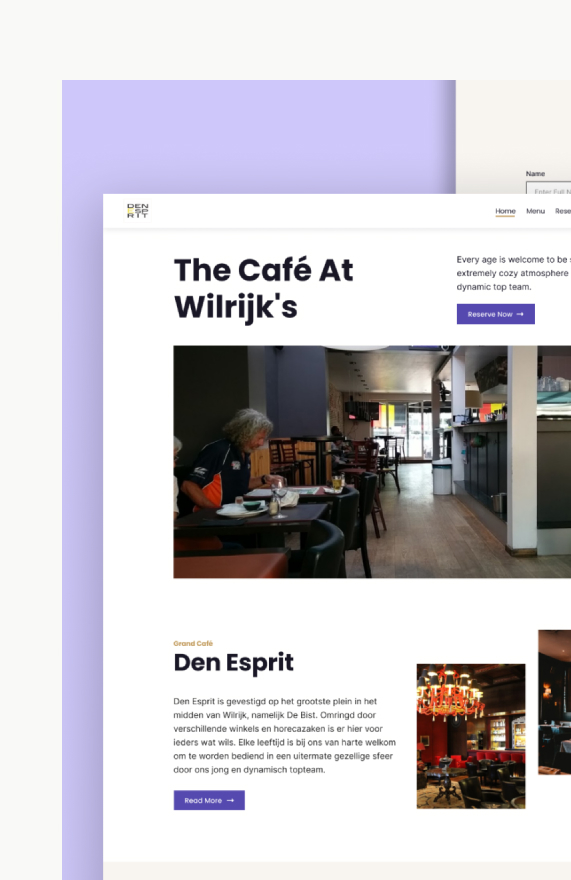 Name
Enter Full N
DEN
ESP
RIT
Home Menu Rese
The Café At
Wilrijk's
Every age is welcome to be s
extremely cozy atmosphere
dynamic top team.
Reserve Now →
Grand Café
Den Esprit
Den Esprit is gevestigd op het grootste plein in het
midden van Wilrijk, namelijk De Bist. Omringd door
verschillende winkels en horecazaken is er hier voor
ieders wat wils. Elke leeftijd is bij ons van harte welkom
om te worden bediend in een uitermate gezellige sfeer
door ons jong en dynamisch topteam.
Read More →